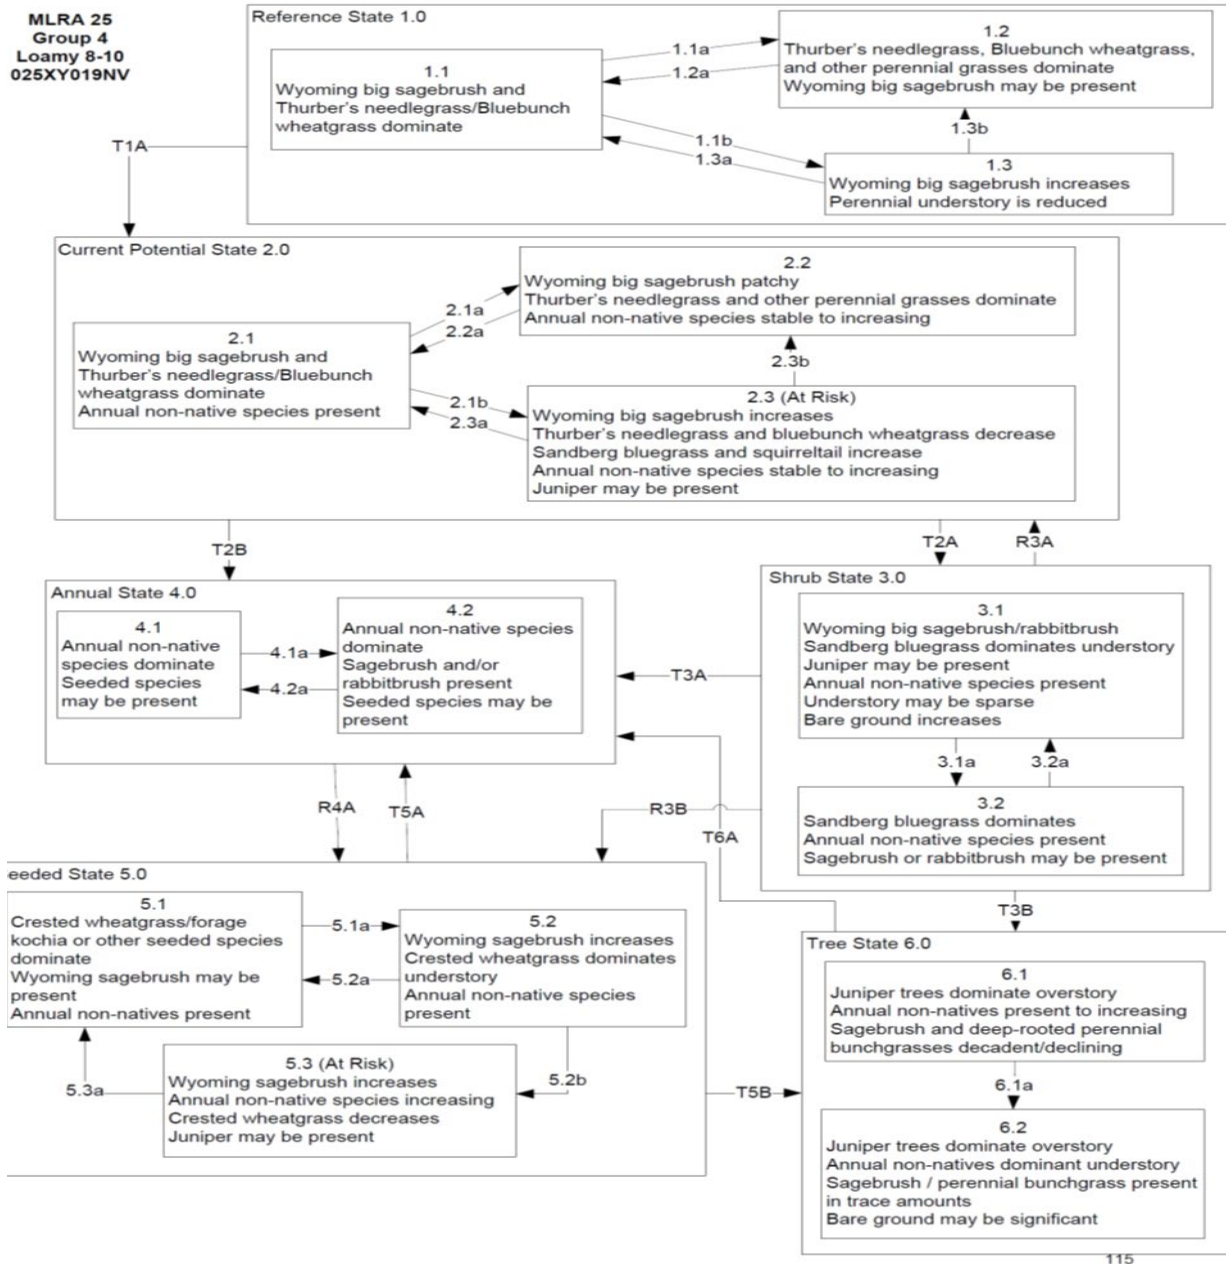 MLRA 25
Group 4
Loamy 8-10
025XY019NV
Reference State 1.0
1.1
Wyoming big sagebrush and
Thurber's needlegrass/Bluebunch
wheatgrass dominate
1.1a
1.2a
1.2
Thurber's needlegrass, Bluebunch wheatgrass,
and other perennial grasses dominate
Wyoming big sagebrush may be present
1.1b
1.3a
1.3b
1.3
Wyoming big sagebrush increases
Perennial understory is reduced
T1A
Current Potential State 2.0
2.1
Wyoming big sagebrush and
Thurber's needlegrass/Bluebunch
wheatgrass dominate
Annual non-native species present
2.1a
2.2a
2.2
Wyoming big sagebrush patchy
Thurber's needlegrass and other perennial grasses dominate
Annual non-native species stable to increasing
2.3b
2.1b
2.3a
2.3 (At Risk)
Wyoming big sagebrush increases
Thurber's needlegrass and bluebunch wheatgrass decrease
Sandberg bluegrass and squirreltail increase
Annual non-native species stable to increasing
Juniper may be present
T2B
T2A
R3A
Annual State 4.0
4.1
Annual non-native
species dominate
Seeded species
may be present
4.1a
4.2a
4.2
Annual non-native species
dominate
Sagebrush and/or
rabbitbrush present
Seeded species may be
present
T3A
Shrub State 3.0
3.1
Wyoming big sagebrush/rabbitbrush
Sandberg bluegrass dominates understory
Juniper may be present
Annual non-native species present
Understory may be sparse
Bare ground increases
3.1a
3.2a
3.2
Sandberg bluegrass dominates
Annual non-native species present
Sagebrush or rabbitbrush may be present
R4A
T5A
R3B
T6A
T3B
eeded State 5.0
5.1
Crested wheatgrass/forage
kochia or other seeded species
dominate
Wyoming sagebrush may be
present
Annual non-natives present
5.1a
5.2a
5.2
Wyoming sagebrush increases
Crested wheatgrass dominates
understory
Annual non-native species
present
5.3a
5.3 (At Risk)
Wyoming sagebrush increases
Annual non-native species increasing
Crested wheatgrass decreases
Juniper may be present
5.2b
T5B
Tree State 6.0
6.1
Juniper trees dominate overstory
Annual non-natives present to increasing
Sagebrush and deep-rooted perennial
bunchgrasses decadent/declining
6.1a
6.2
Juniper trees dominate overstory
Annual non-natives dominant understory
Sagebrush / perennial bunchgrass present
in trace amounts
Bare ground may be significant
115